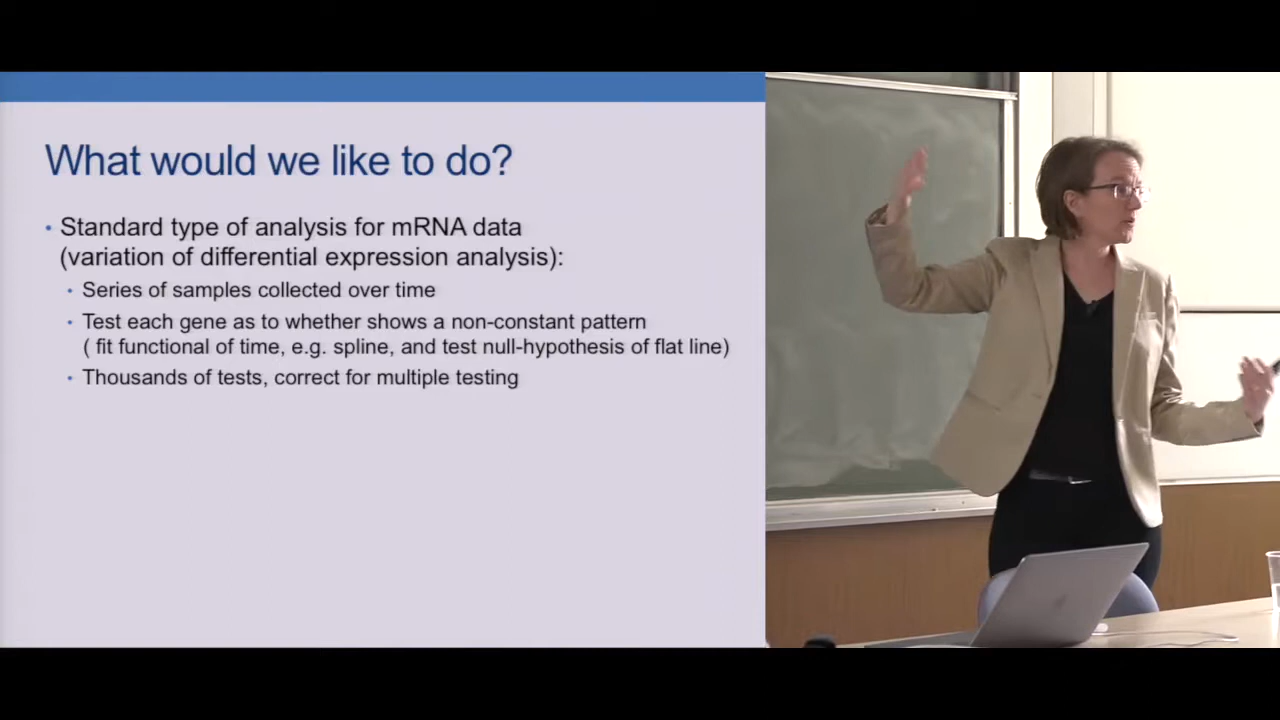 What would we like to do?
• Standard type of analysis for mRNA data
(variation of differential expression analysis):
• Series of samples collected over time
• Test each gene as to whether shows a non-constant pattern
( fit functional of time, e.g. spline, and test null-hypothesis of flat line)
• Thousands of tests, correct for multiple testing